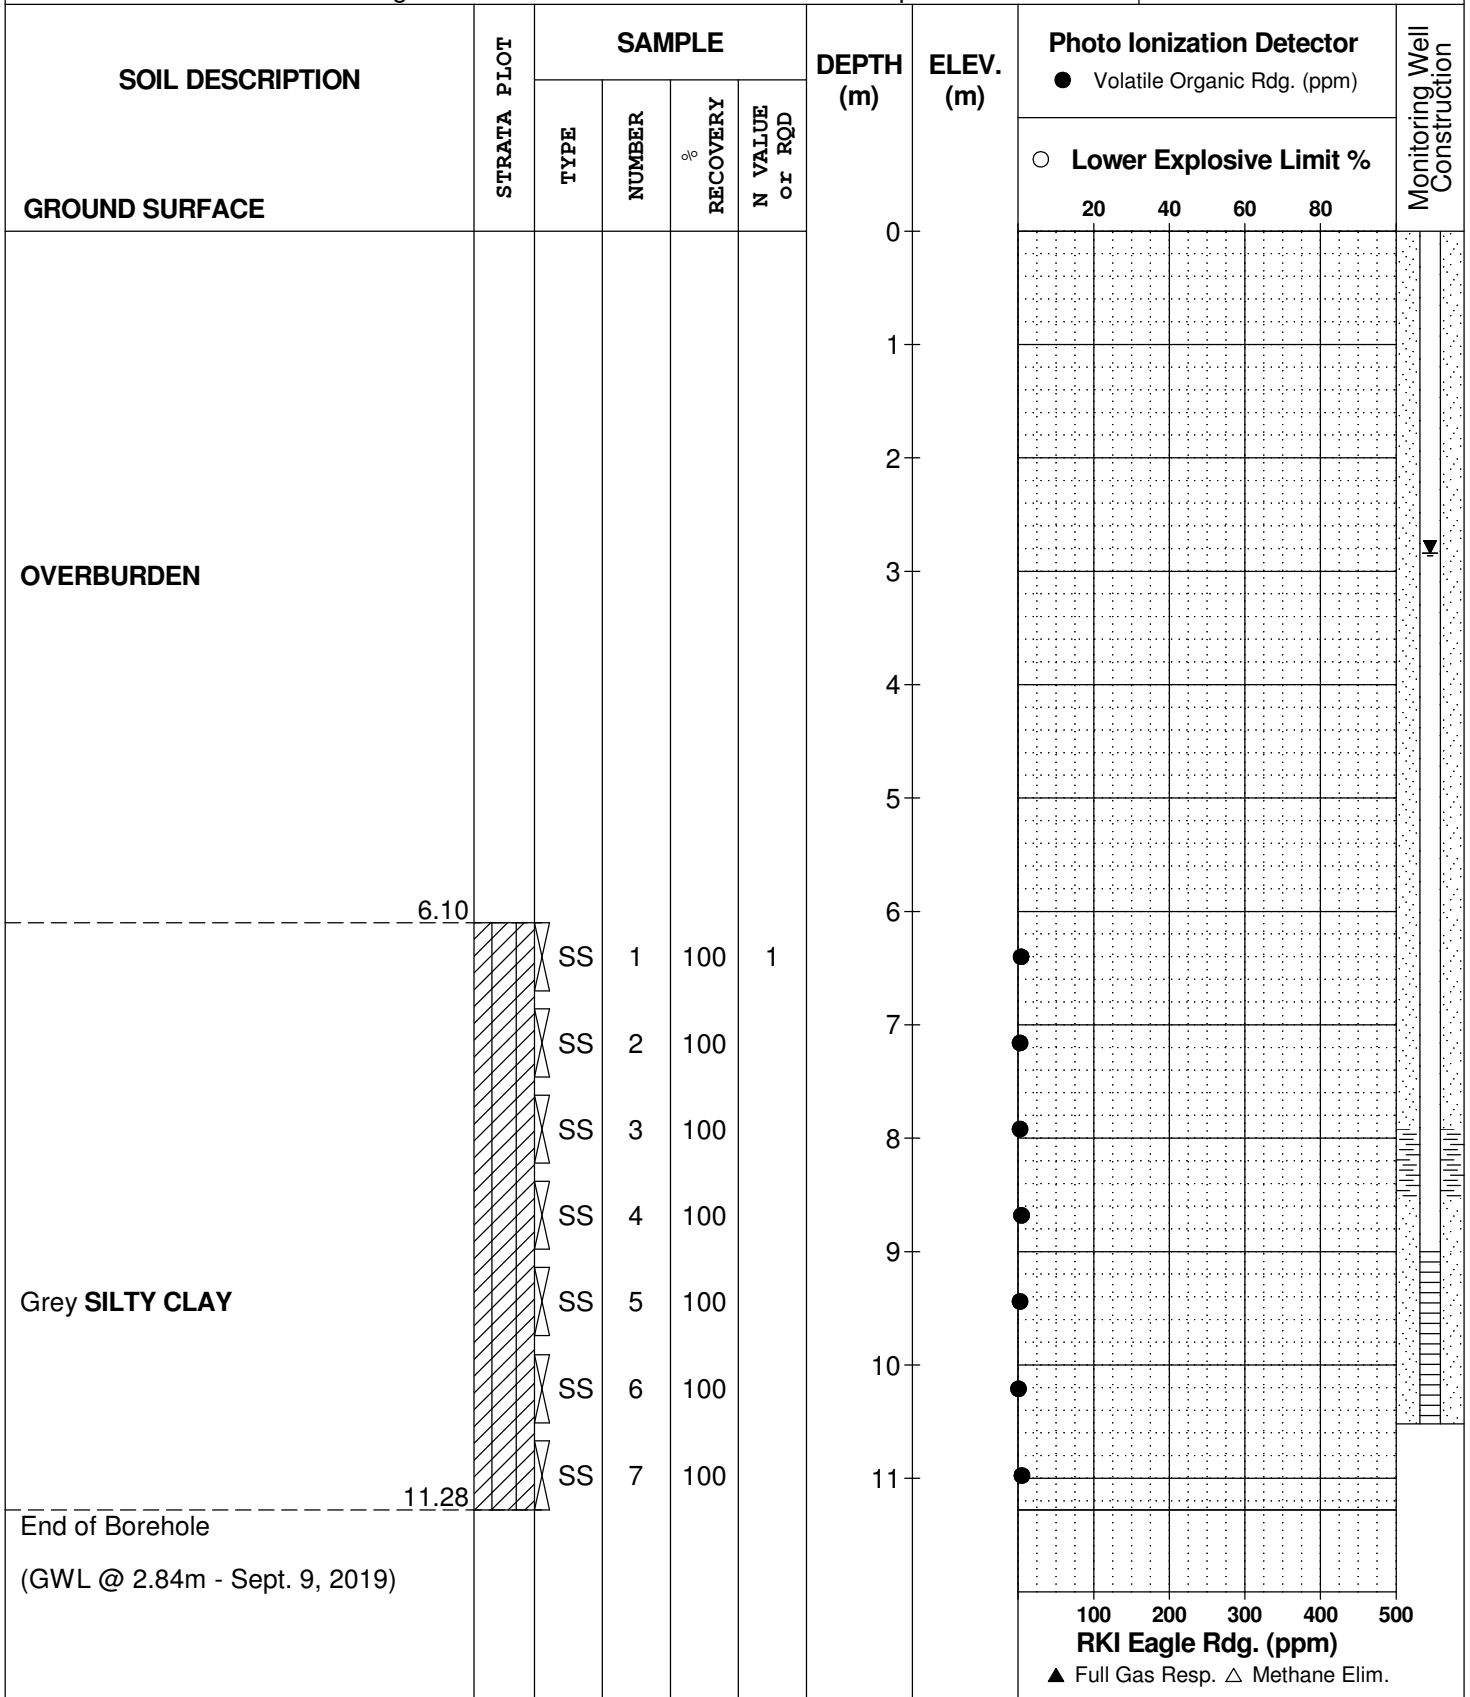 SOIL DESCRIPTION
GROUND SURFACE
STRATA PLOT
SAMPLE
TYPE
NUMBER
%
RECOVERY
N VALUE
or RQD
DEPTH
(m)
ELEV.
(m)
Photo Ionization Detector
● Volatile Organic Rdg. (ppm)
○ Lower Explosive Limit %
20 40 60 80
Monitoring Well
Construction
0
1
2
OVERBURDEN
3
4
5
6.10
6
SS 1 100 1
7
SS 2 100
SS 3 100
8
SS 4 100
9
Grey SILTY CLAY
SS 5 100
10
SS 6 100
SS 7 100
11
11.28
End of Borehole
(GWL @ 2.84m - Sept. 9, 2019)
100 200 300 400 500
RKI Eagle Rdg. (ppm)
▲ Full Gas Resp. △ Methane Elim.